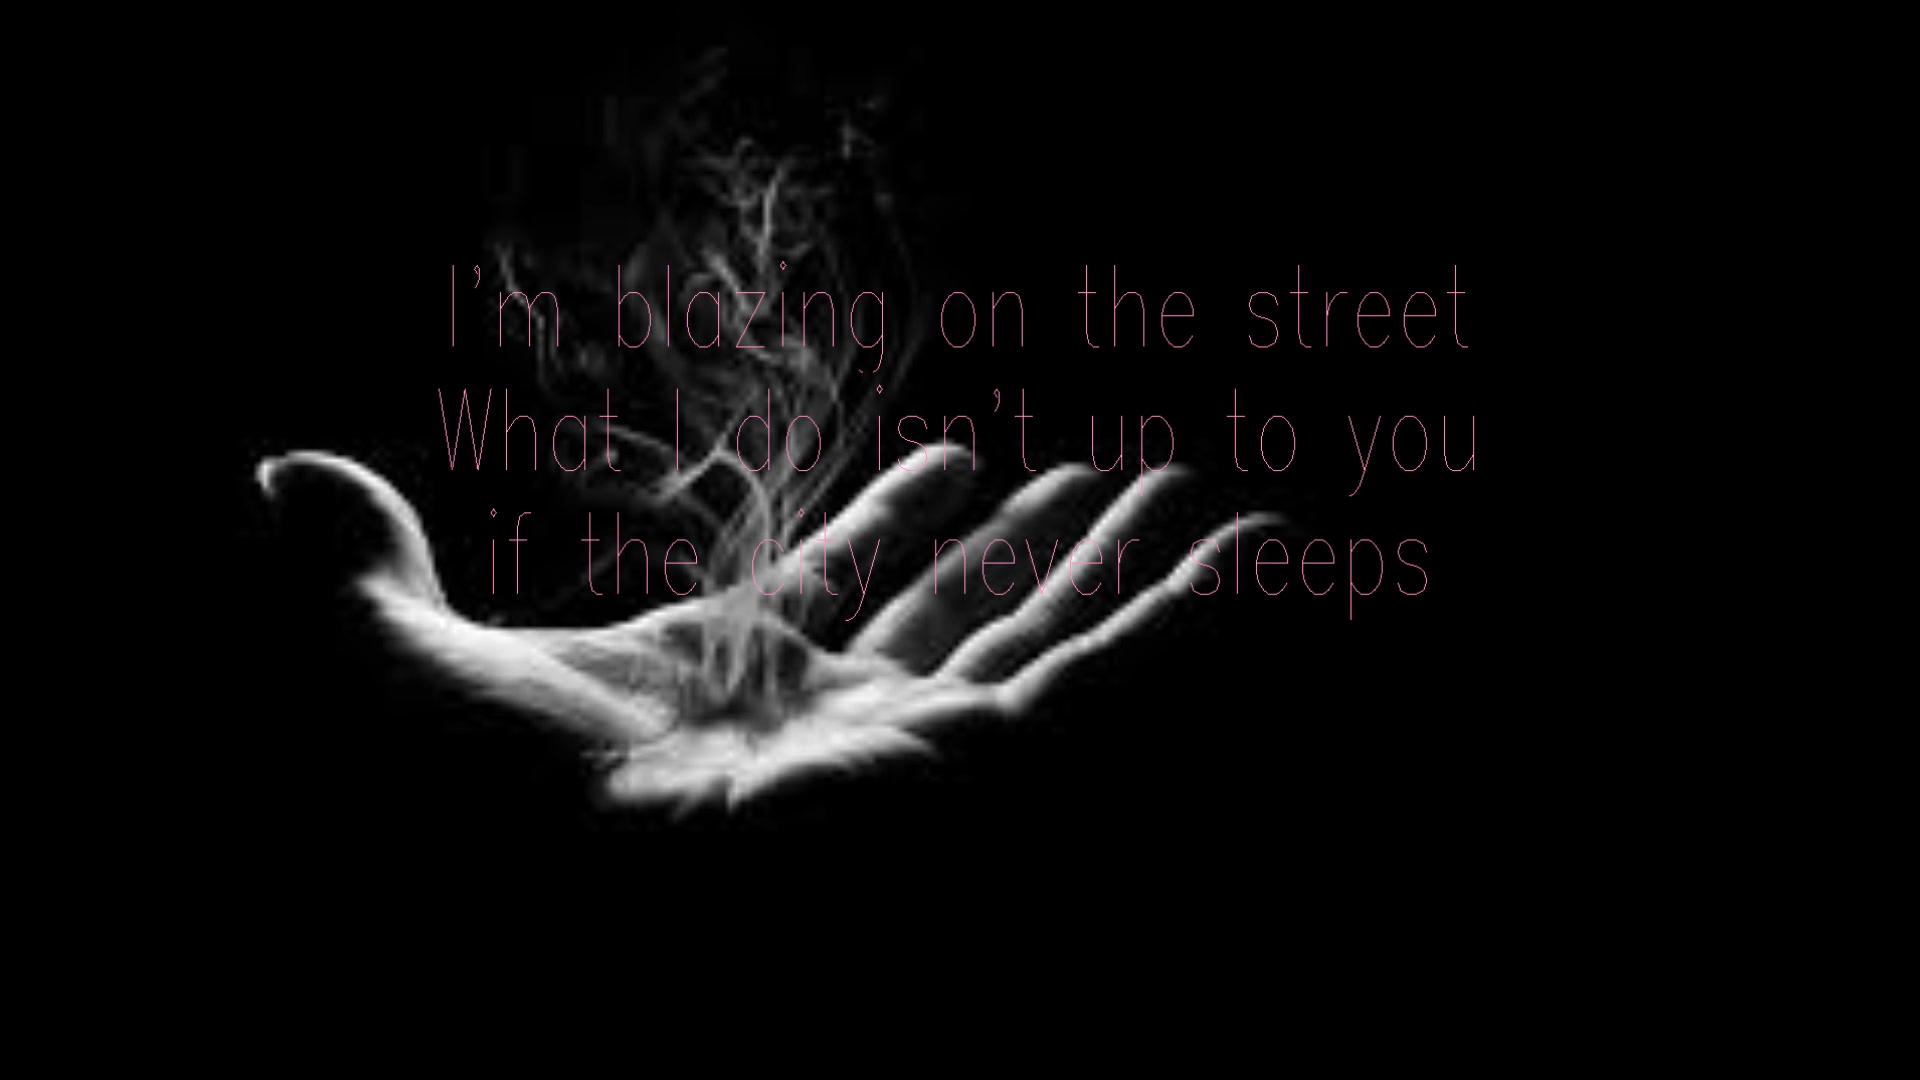 I'm blazing on the street
What I do isn't up to you
if the city never sleeps